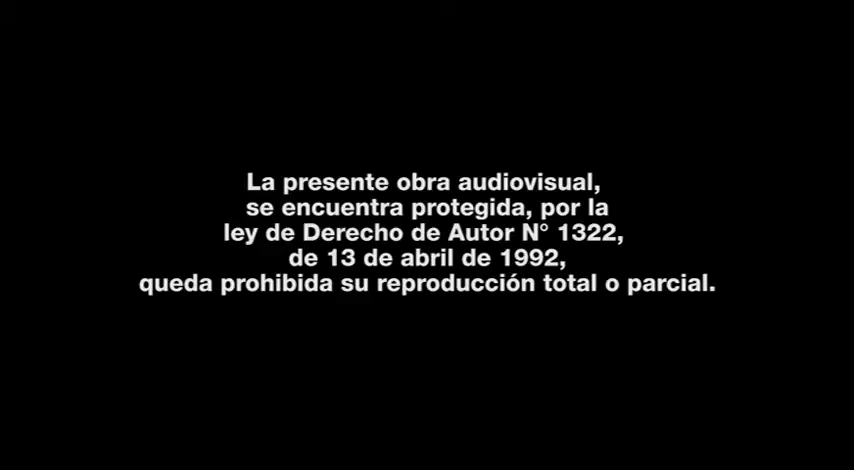 La presente obra audiovisual,
se encuentra protegida, por la
ley de Derecho de Autor N° 1322,
de 13 de abril de 1992,
queda prohibida su reproducción total o parcial.